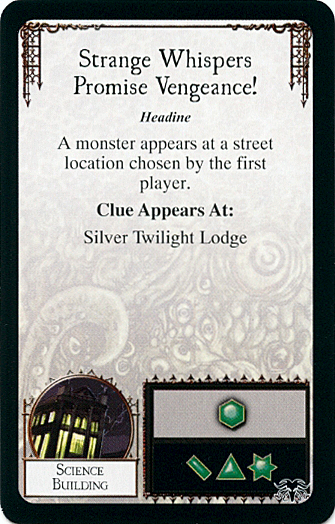 Strange Whispers
Promise Vengeance!
Headine
A monster appears at a street
location chosen by the first
player.
Clue Appears At:
Silver Twilight Lodge
Science
Building